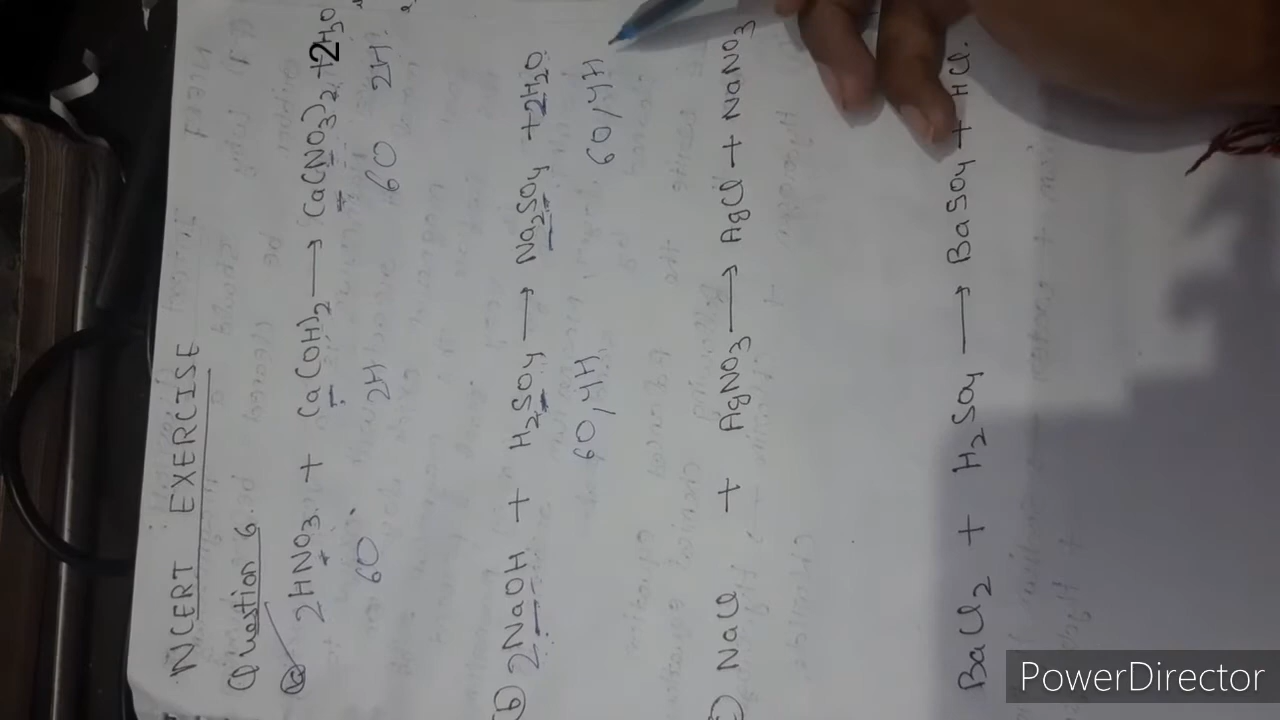 NCERT EXERCISE
Question 6.
(a) 2HNO3 + Ca(OH)2 → Ca(NO3)2 + 2H2O
6O 2H 6O 2H
(b) 2NaOH + H2SO4 → Na2SO4 + 2H2O
6O, 4H 6O, 4H
(c) NaCl + AgNO3 → AgCl + NaNO3
BaCl2 + H2SO4 → BaSO4 + HCl.
PowerDirector